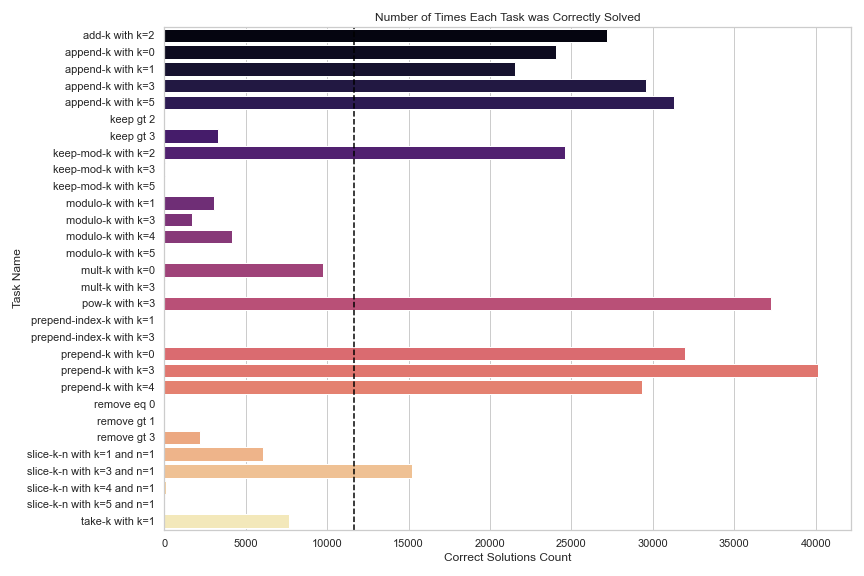 Number of Times Each Task was Correctly Solved
add-k with k=2
append-k with k=0
append-k with k=1
append-k with k=3
append-k with k=5
keep gt 2
keep gt 3
keep-mod-k with k=2
keep-mod-k with k=3
keep-mod-k with k=5
modulo-k with k=1
modulo-k with k=3
modulo-k with k=4
modulo-k with k=5
mult-k with k=0
mult-k with k=3
pow-k with k=3
prepend-index-k with k=1
prepend-index-k with k=3
prepend-k with k=0
prepend-k with k=3
prepend-k with k=4
remove eq 0
remove gt 1
remove gt 3
slice-k-n with k=1 and n=1
slice-k-n with k=3 and n=1
slice-k-n with k=4 and n=1
slice-k-n with k=5 and n=1
take-k with k=1
Task Name
0 5000 10000 15000 20000 25000 30000 35000 40000
Correct Solutions Count